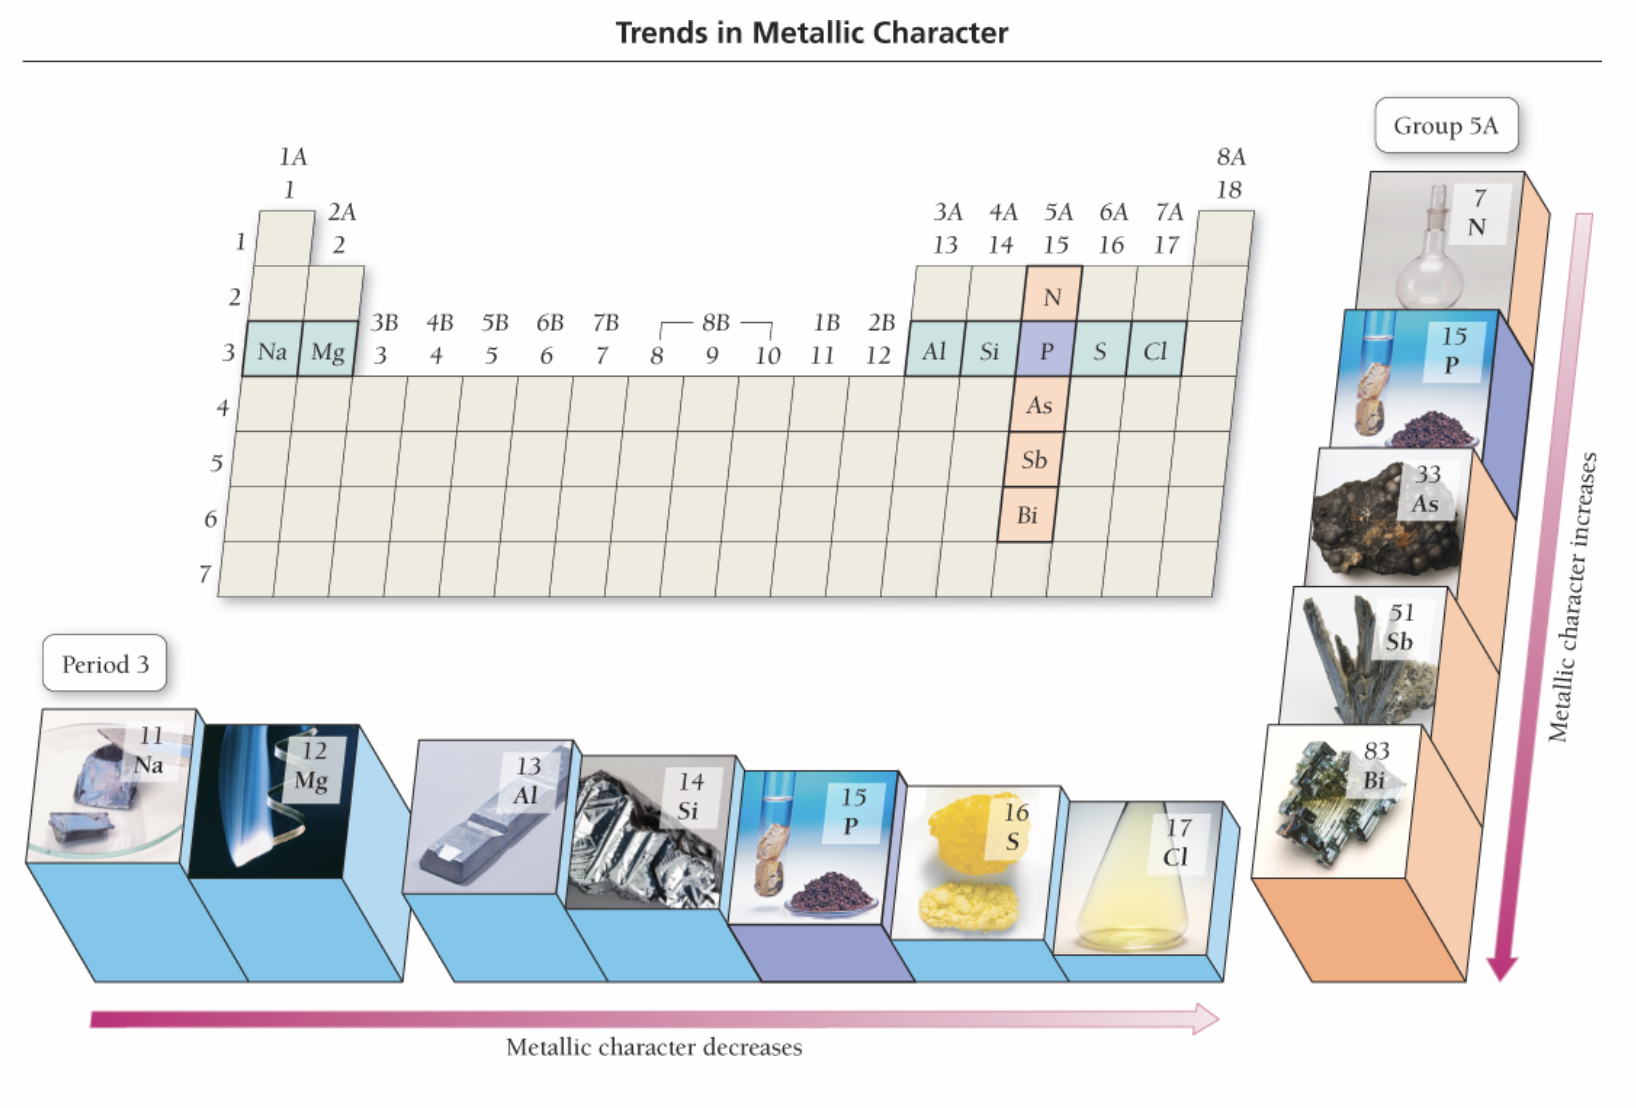 Trends in Metallic Character
Group 5A
1A 8A
1 18
2A 3A 4A 5A 6A 7A
2 13 14 15 16 17
1
2 N
3B 4B 5B 6B 7B 8B 1B 2B
3 4 5 6 7 8 9 10 11 12
3 Na Mg Al Si P S Cl
4 As
5 Sb
6 Bi
7
7
N
15
P
33
As
51
Sb
83
Bi
Metallic character increases
Period 3
11
Na
12
Mg
13
Al
14
Si
15
P
16
S
17
Cl
Metallic character decreases